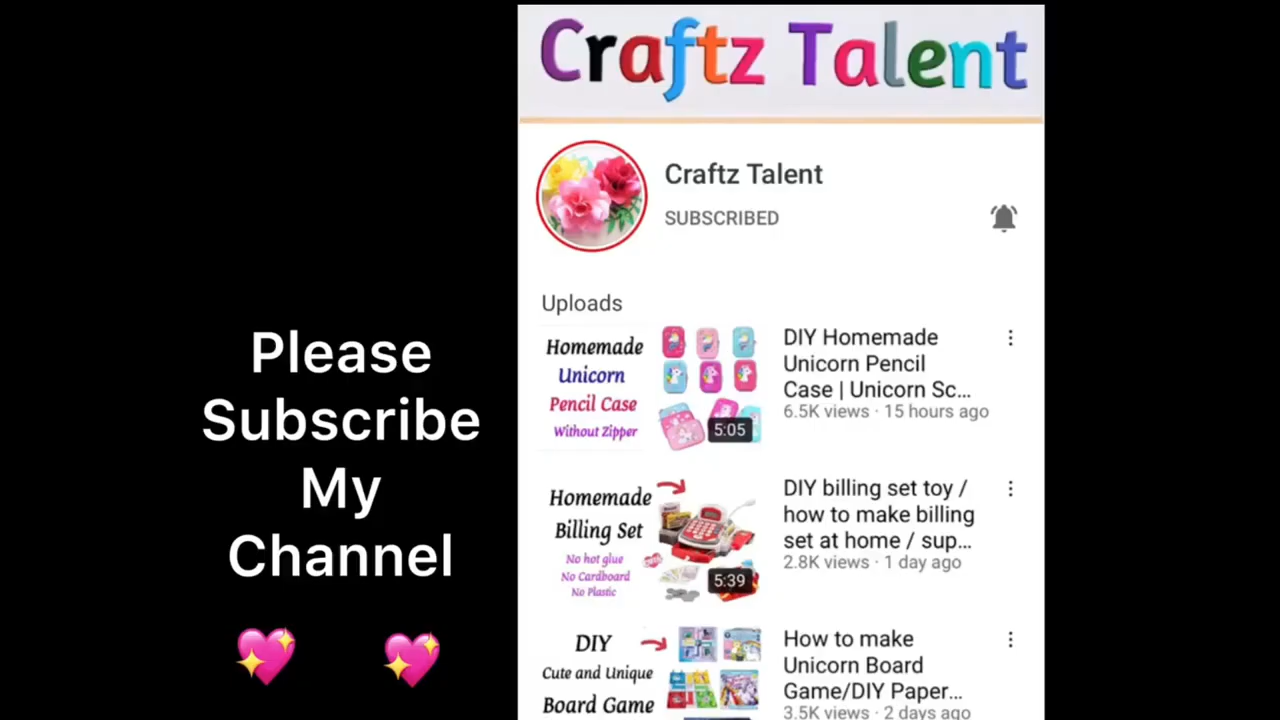 Craftz Talent
Craftz Talent
SUBSCRIBED
Uploads
Please
Subscribe
My
Channel
Homemade
Unicorn
Pencil Case
Without Zipper
5:05
DIY Homemade
Unicorn Pencil
Case | Unicorn Sc...
6.5K views · 15 hours ago
Homemade
Billing Set
No hot glue
No Cardboard
No Plastic
5:39
DIY billing set toy /
how to make billing
set at home / sup...
2.8K views · 1 day ago
DIY
Cute and Unique
Board Game
How to make
Unicorn Board
Game/DIY Paper...
3.5K views · 2 days ago